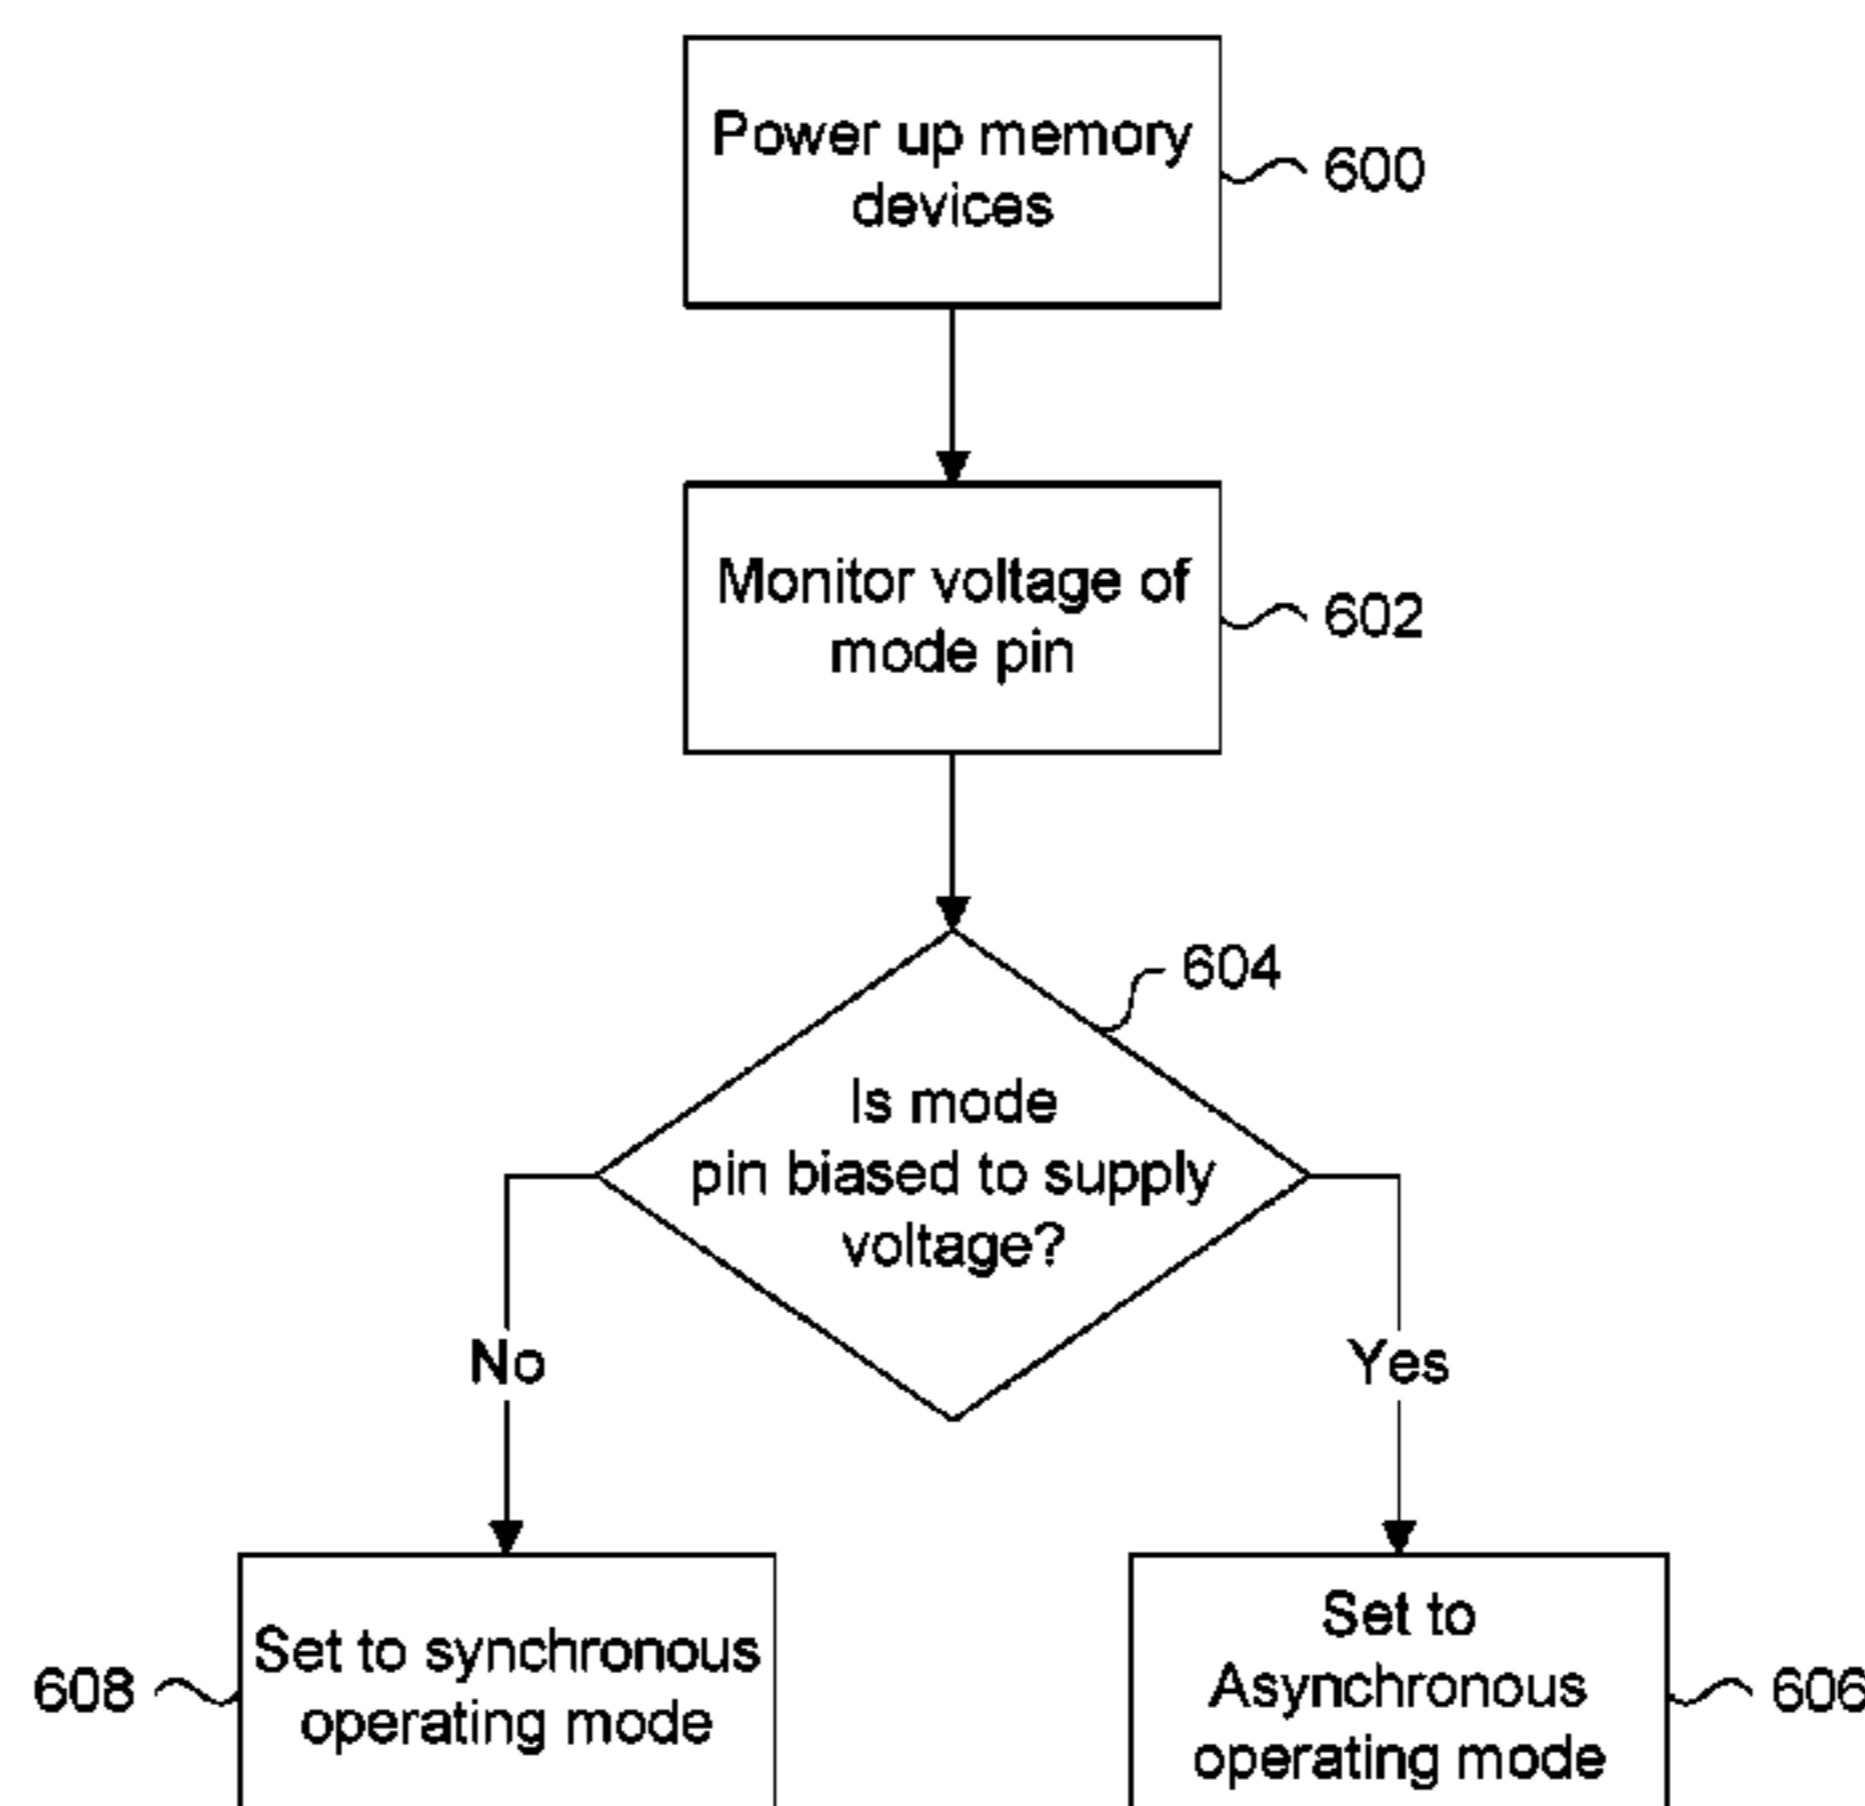 Power up memory
devices
600
Monitor voltage of
mode pin
602
604
Is mode
pin biased to supply
voltage?
No
Yes
608
Set to synchronous
operating mode
Set to
Asynchronous
operating mode
606